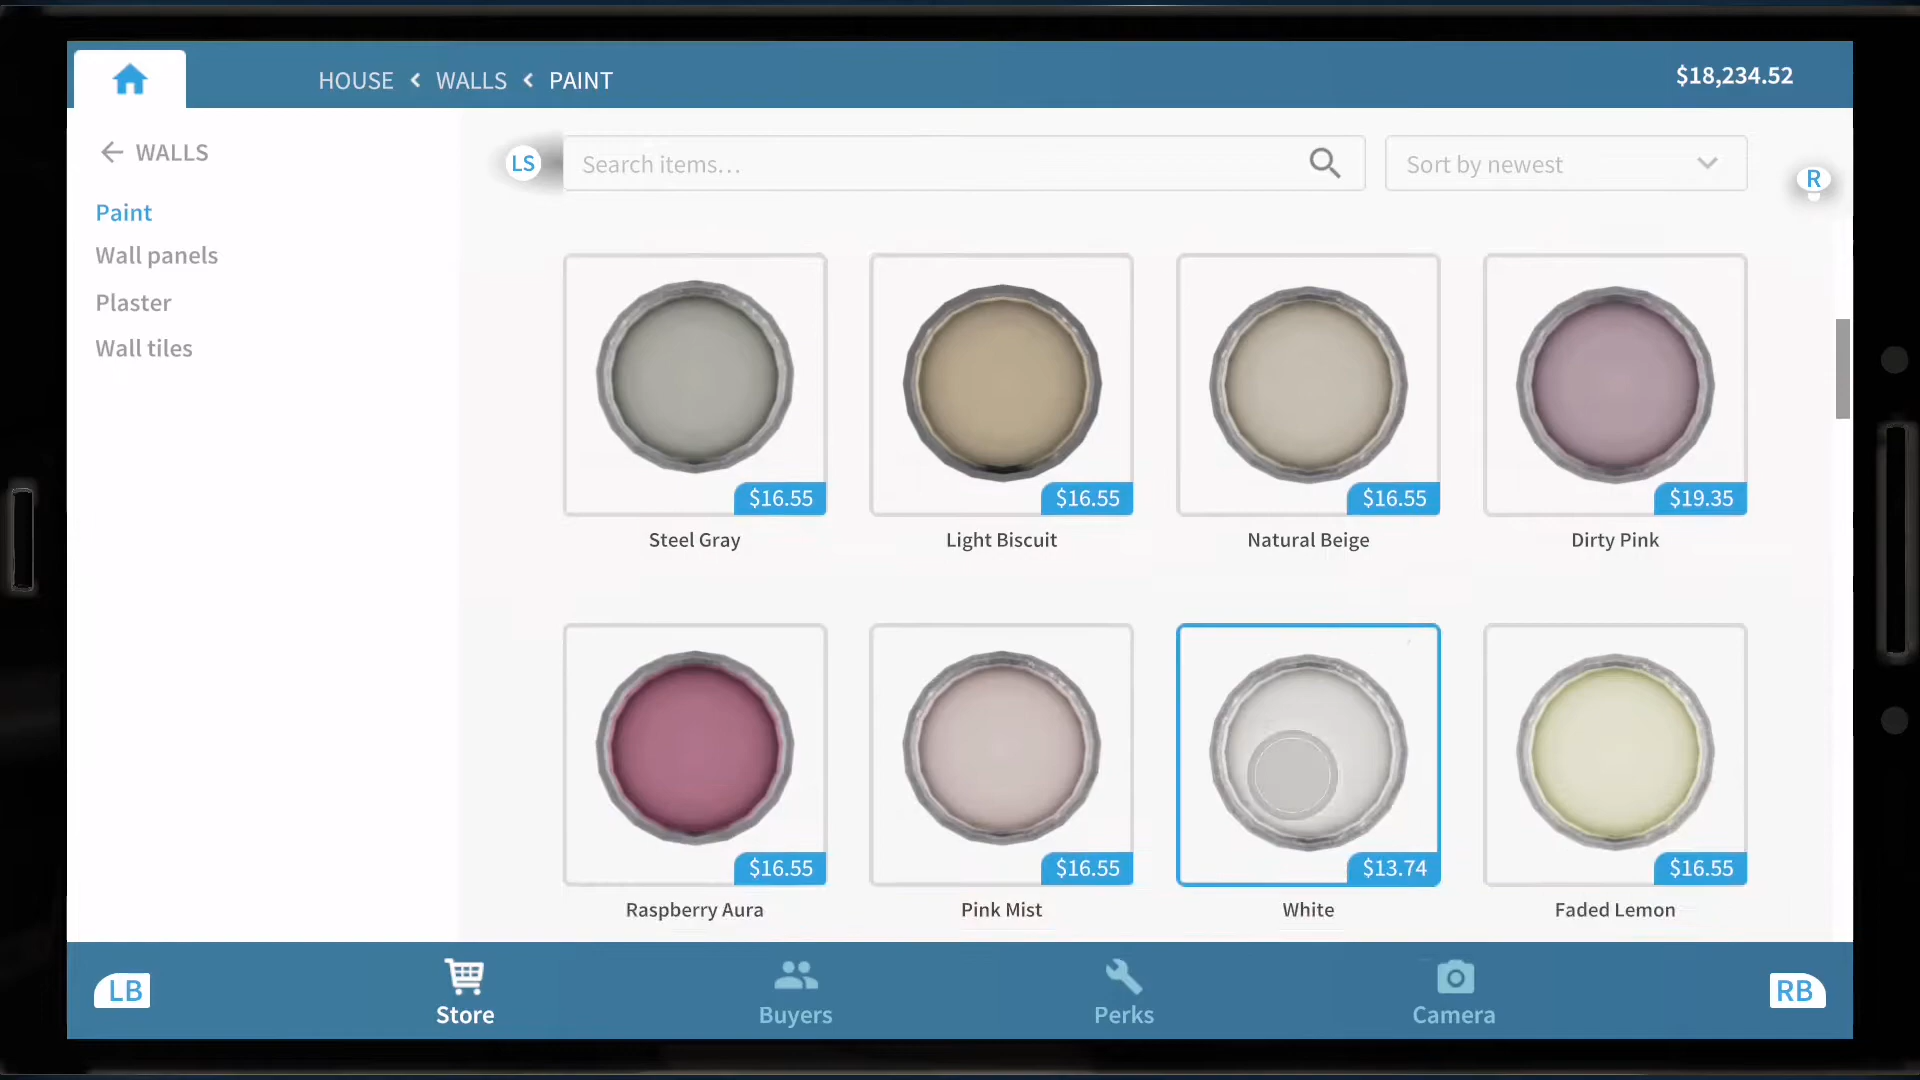 HOUSE < WALLS < PAINT
$18,234.52
WALLS
LS
Search items...
Sort by newest
R
Paint
Wall panels
Plaster
Wall tiles
$16.55
$16.55
$16.55
$19.35
Steel Gray
Light Biscuit
Natural Beige
Dirty Pink
$16.55
$16.55
$13.74
$16.55
Raspberry Aura
Pink Mist
White
Faded Lemon
LB
Store
Buyers
Perks
Camera
RB